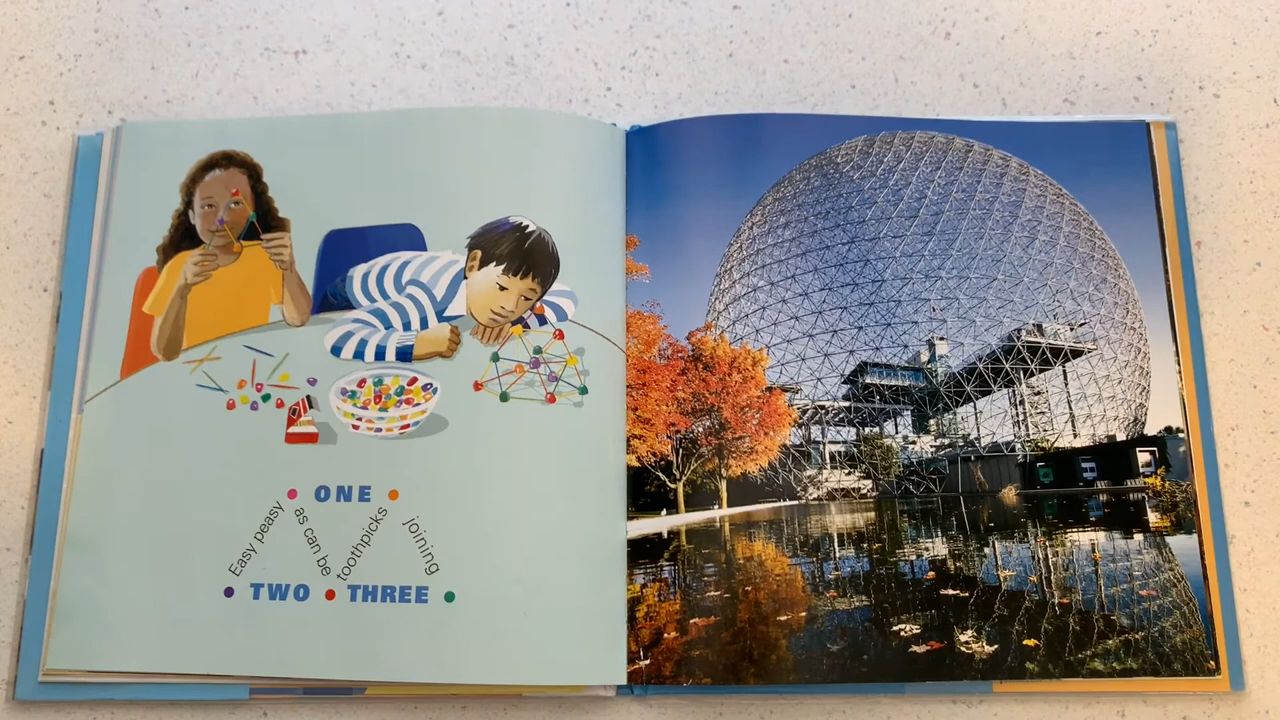 ONE
Easy peasy
as can be
toothpicks
joining
TWO THREE